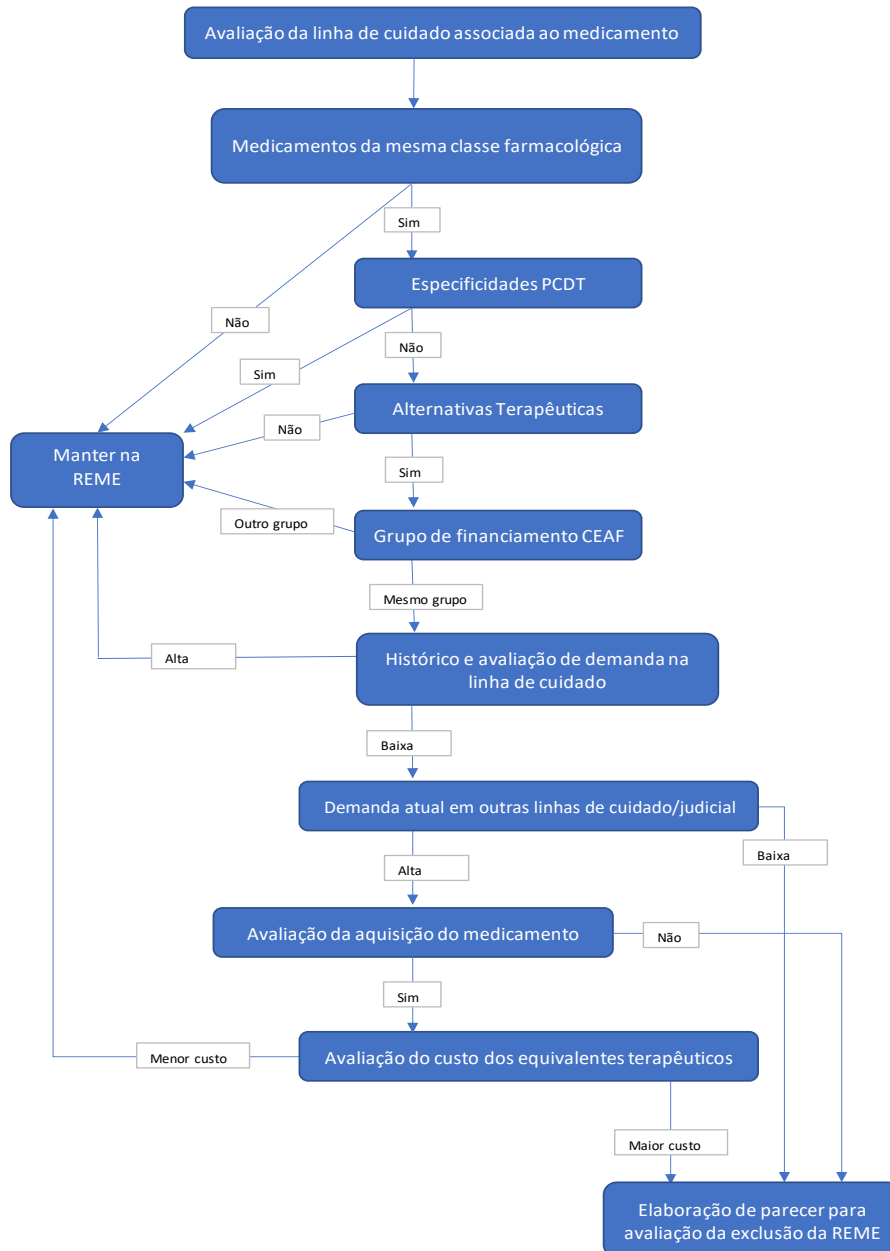 Avaliação da linha de cuidado associada ao medicamento
Medicamentos da mesma classe farmacológica
Sim
Especificidades PCDT
Não
Não
Sim
Alternativas Terapêuticas
Não
Manter na
REME
Sim
Outro grupo
Grupo de financiamento CEAF
Mesmo grupo
Histórico e avaliação de demanda na
linha de cuidado
Alta
Baixa
Demanda atual em outras linhas de cuidado/judicial
Baixa
Alta
Avaliação da aquisição do medicamento
Não
Sim
Avaliação do custo dos equivalentes terapêuticos
Menor custo
Maior custo
Elaboração de parecer para
avaliação da exclusão da REME